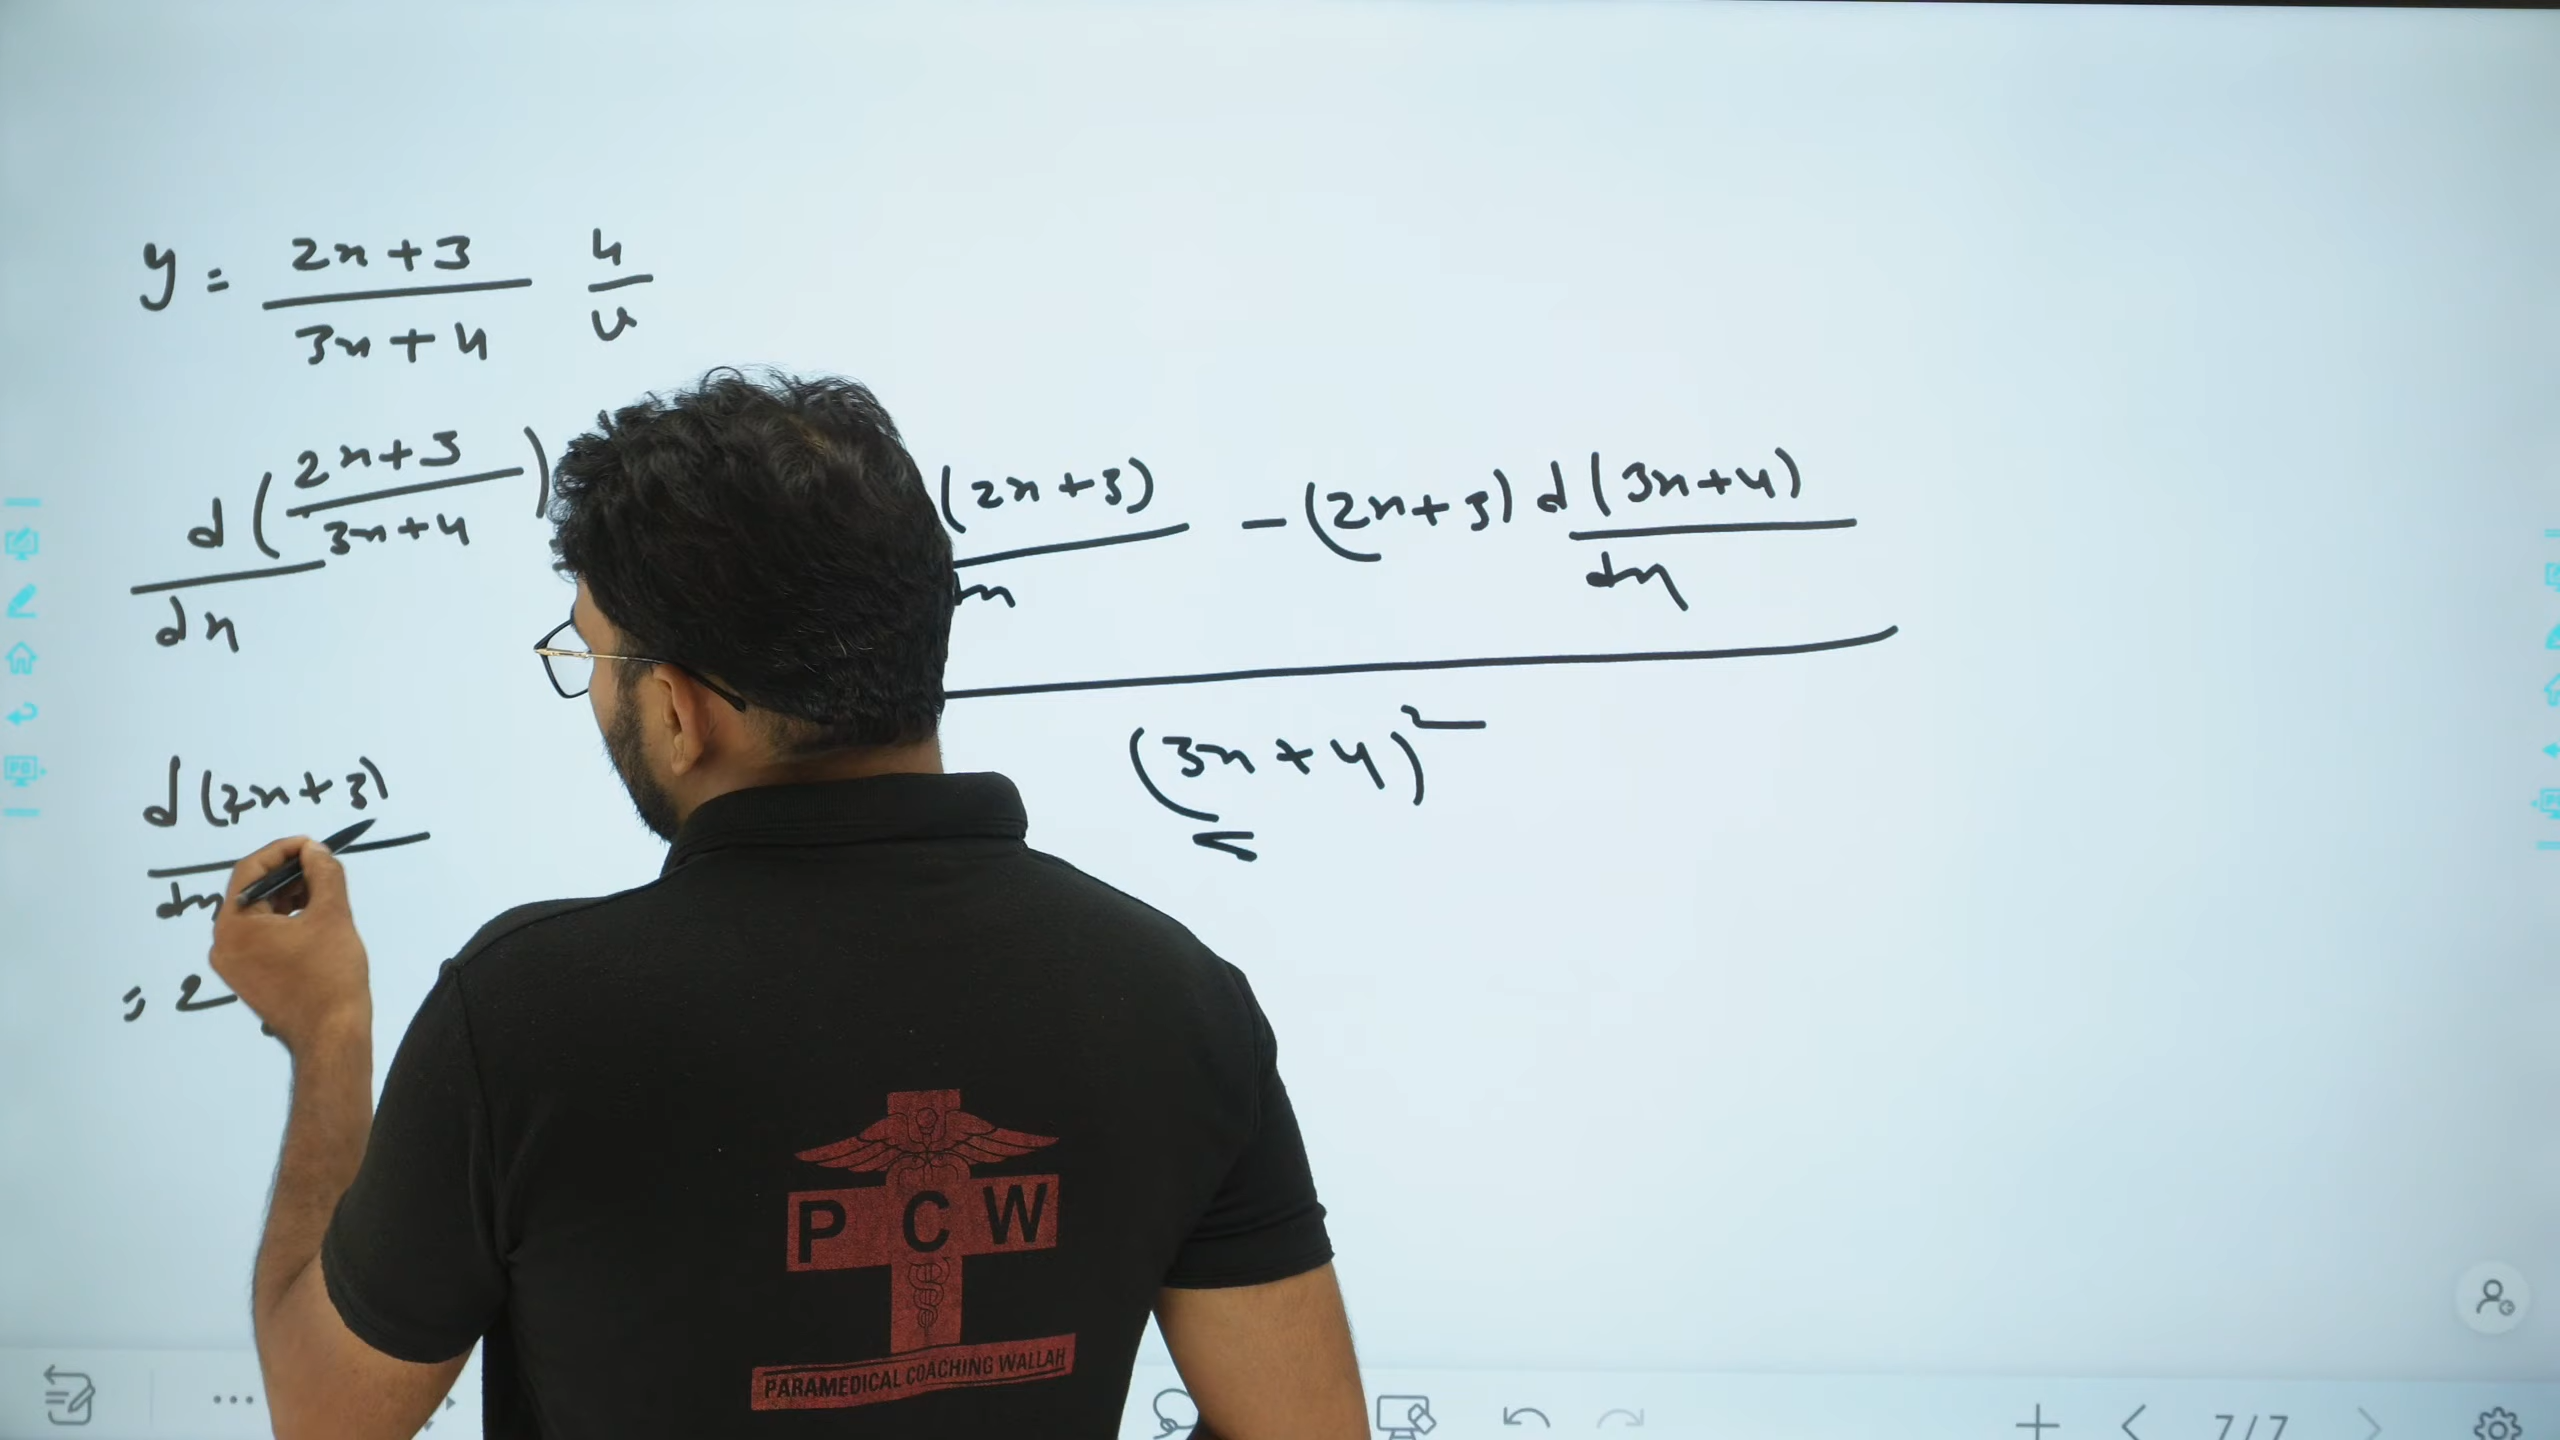 y = 2x+3 / 3x+4 u/v
d (2x+3 / 3x+4) / dx (2x+3) - (2x+3) d (3x+4) / dx
(3x+4)²
d (2x+3) / dx
= 2
P C W
PARAMEDICAL COACHING WALLAH
7/7